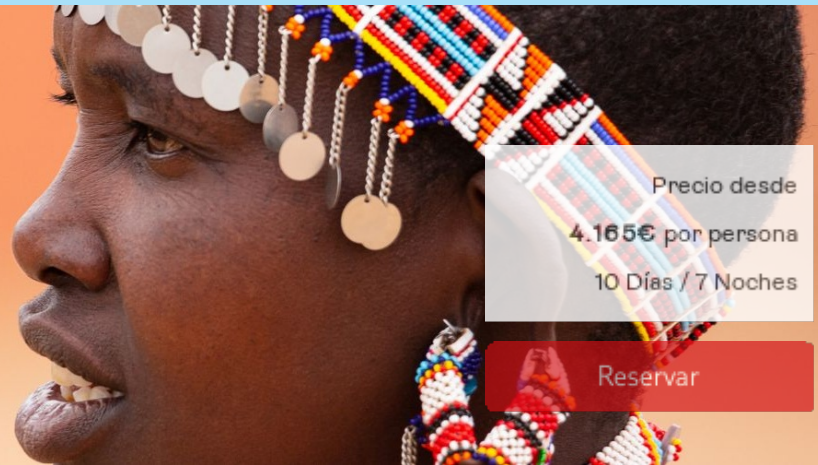 Precio desde
4.165€ por persona
10 Días / 7 Noches
Reservar